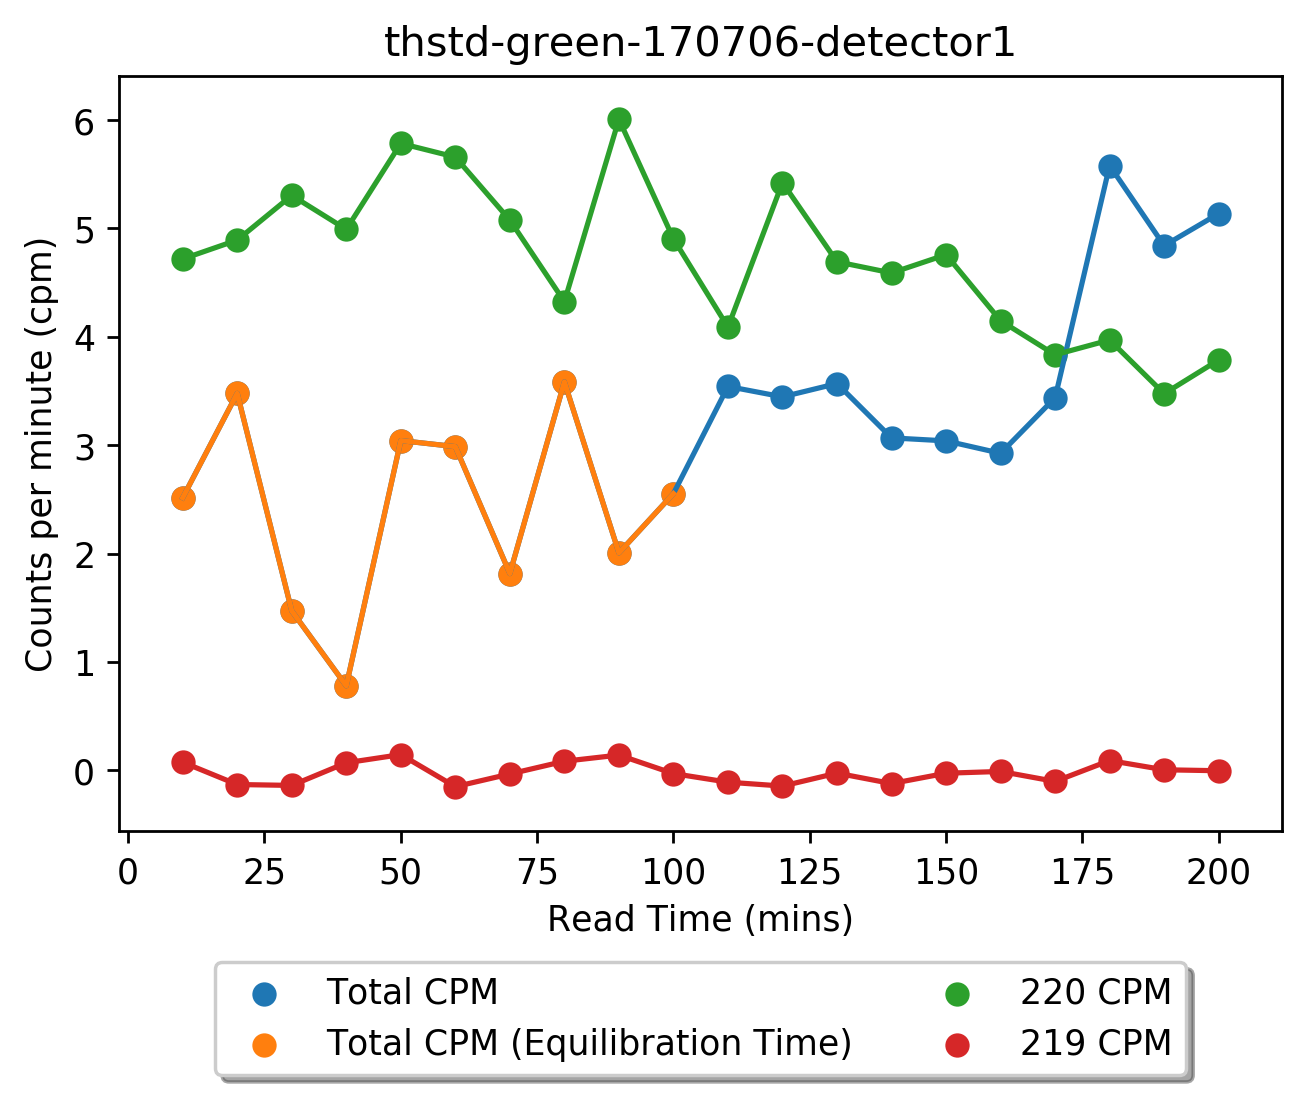 thstd-green-170706-detector1
Counts per minute (cpm)
6
5
4
3
2
1
0
0 25 50 75 100 125 150 175 200
Read Time (mins)
Total CPM
Total CPM (Equilibration Time)
220 CPM
219 CPM